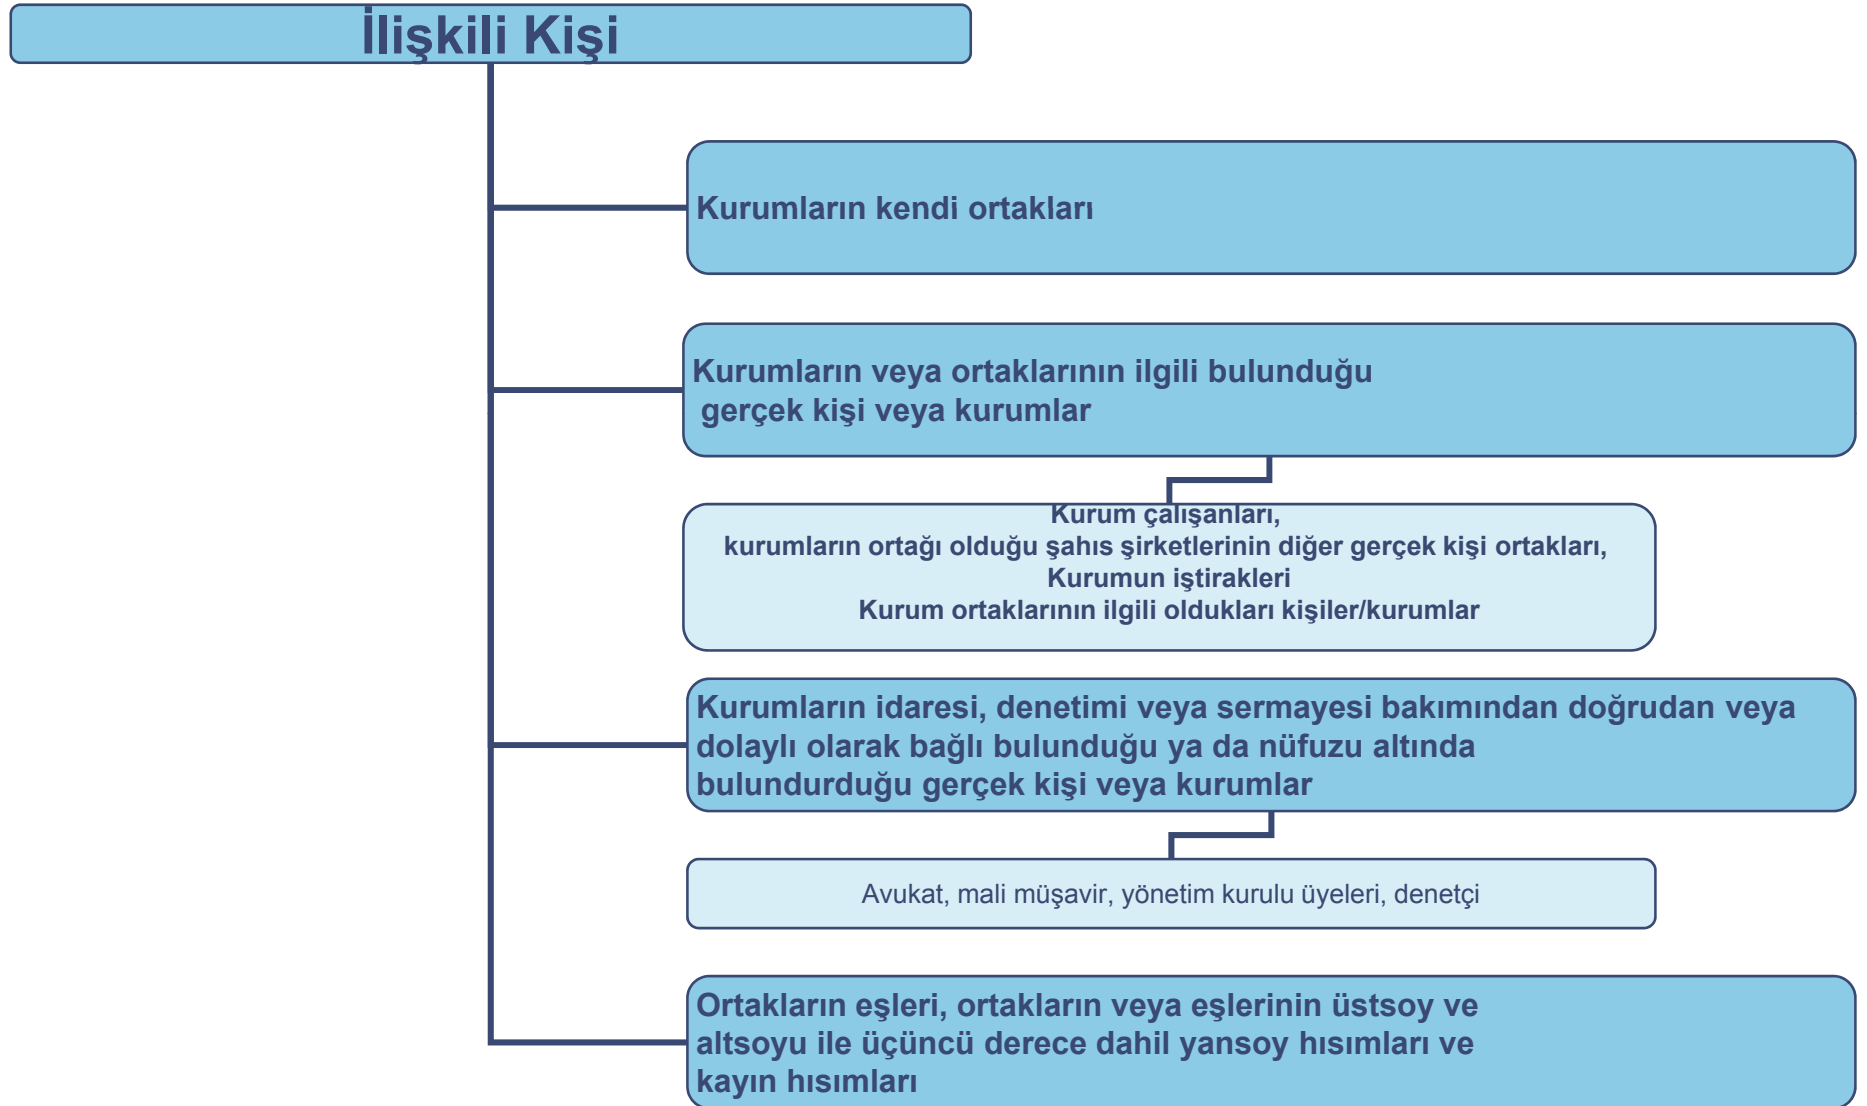 İlişkili Kişi
Kurumların kendi ortakları
Kurumların veya ortaklarının ilgili bulunduğu
gerçek kişi veya kurumlar
Kurum çalışanları,
kurumların ortağı olduğu şahıs şirketlerinin diğer gerçek kişi ortakları,
Kurumun iştirakleri
Kurum ortaklarının ilgili oldukları kişiler/kurumlar
Kurumların idaresi, denetimi veya sermayesi bakımından doğrudan veya
dolaylı olarak bağlı bulunduğu ya da nüfuzu altında
bulundurduğu gerçek kişi veya kurumlar
Avukat, mali müşavir, yönetim kurulu üyeleri, denetçi
Ortakların eşleri, ortakların veya eşlerinin üstsoy ve
altsoyu ile üçüncü derece dahil yansoy hısımları ve
kayın hısımları